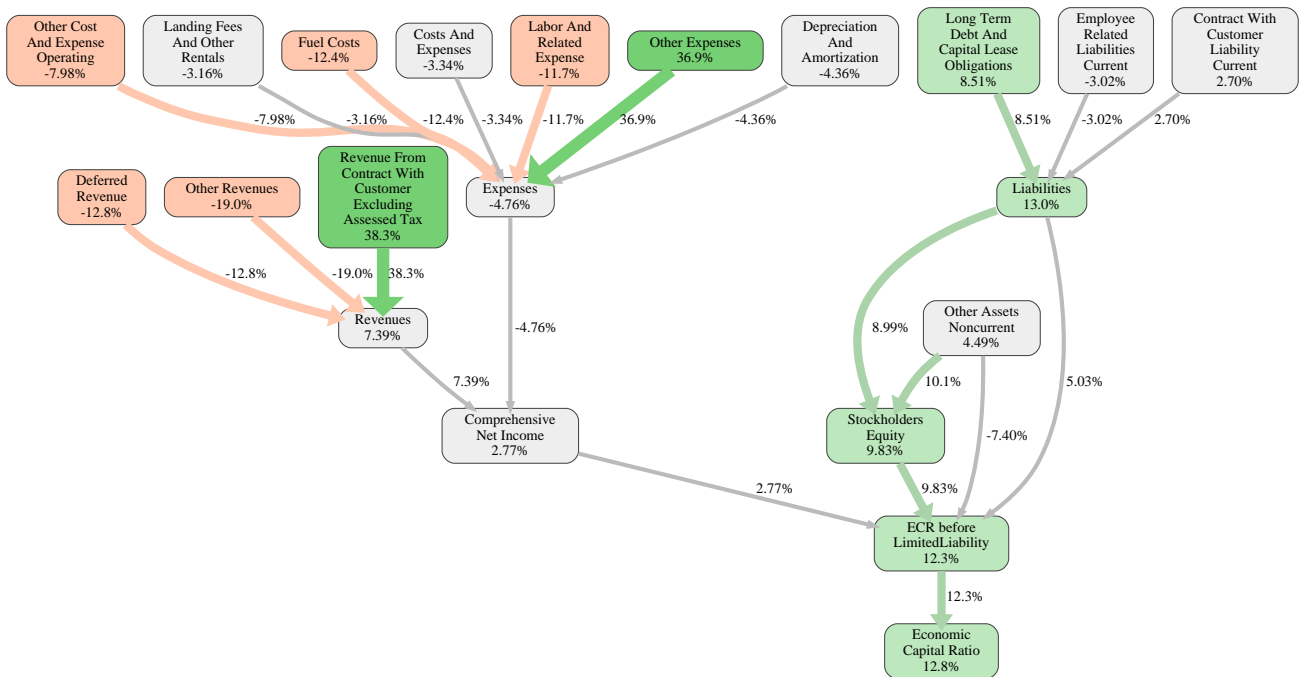 Other Cost
And Expense
Operating
-7.98%
Landing Fees
And Other
Rentals
-3.16%
Fuel Costs
-12.4%
Costs And
Expenses
-3.34%
Labor And
Related
Expense
-11.7%
Other Expenses
36.9%
Depreciation
And
Amortization
-4.36%
Long Term
Debt And
Capital Lease
Obligations
8.51%
Employee
Related
Liabilities
Current
-3.02%
Contract With
Customer
Liability
Current
2.70%
-7.98%
-3.16%
-12.4%
-3.34%
-11.7%
36.9%
-4.36%
8.51%
-3.02%
2.70%
Deferred
Revenue
-12.8%
Other Revenues
-19.0%
Revenue From
Contract With
Customer
Excluding
Assessed Tax
38.3%
Expenses
-4.76%
Liabilities
13.0%
-12.8%
-19.0%
38.3%
Revenues
7.39%
-4.76%
8.99%
Other Assets
Noncurrent
4.49%
7.39%
10.1%
5.03%
Comprehensive
Net Income
2.77%
Stockholders
Equity
9.83%
-7.40%
2.77%
9.83%
ECR before
LimitedLiability
12.3%
12.3%
Economic
Capital Ratio
12.8%